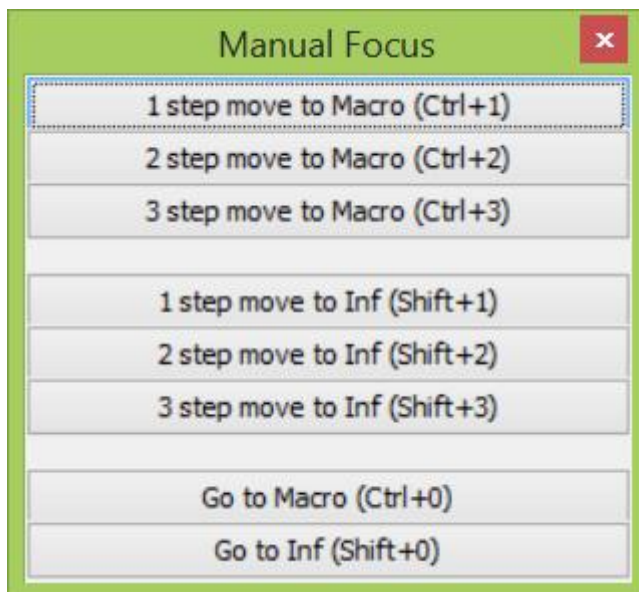 Manual Focus
x
1 step move to Macro (Ctrl+1)
2 step move to Macro (Ctrl+2)
3 step move to Macro (Ctrl+3)
1 step move to Inf (Shift+1)
2 step move to Inf (Shift+2)
3 step move to Inf (Shift+3)
Go to Macro (Ctrl+0)
Go to Inf (Shift+0)